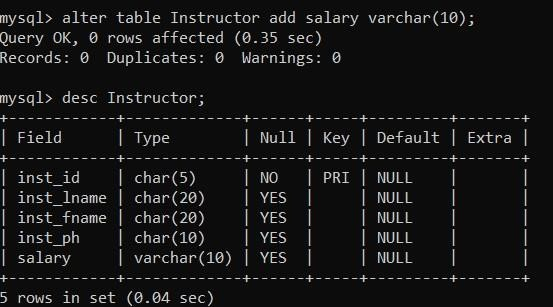 mysql> alter table Instructor add salary varchar(10);
Query OK, 0 rows affected (0.35 sec)
Records: 0  Duplicates: 0  Warnings: 0
mysql> desc Instructor;
+------------+-------------+------+-----+---------+-------+
| Field      | Type        | Null | Key | Default | Extra |
+------------+-------------+------+-----+---------+-------+
| inst_id    | char(5)     | NO   | PRI | NULL    |       |
| inst_lname | char(20)    | YES  |     | NULL    |       |
| inst_fname | char(20)    | YES  |     | NULL    |       |
| inst_ph    | char(10)    | YES  |     | NULL    |       |
| salary     | varchar(10) | YES  |     | NULL    |       |
+------------+-------------+------+-----+---------+-------+
5 rows in set (0.04 sec)